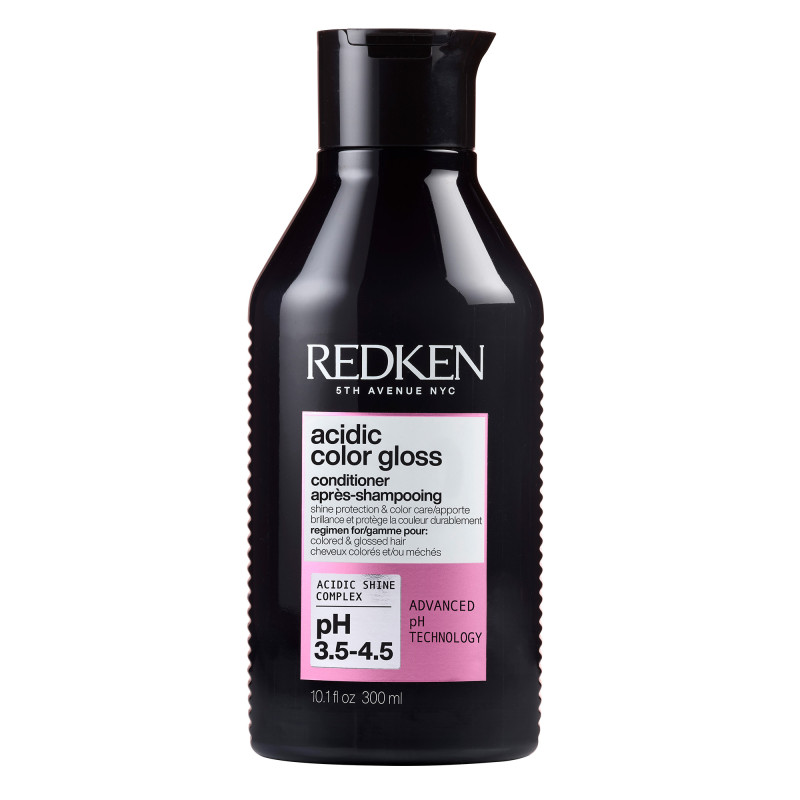 REDKEN
5TH AVENUE NYC
acidic
color gloss
conditioner
après-shampooing
shine protection & color care/apporte
brillance et protège la couleur durablement
regimen for/gamme pour:
colored & glossed hair
cheveux colorés et/ou méchés
ACIDIC SHINE
COMPLEX
pH
3.5-4.5
ADVANCED
pH
TECHNOLOGY
10.1 fl oz 300 ml